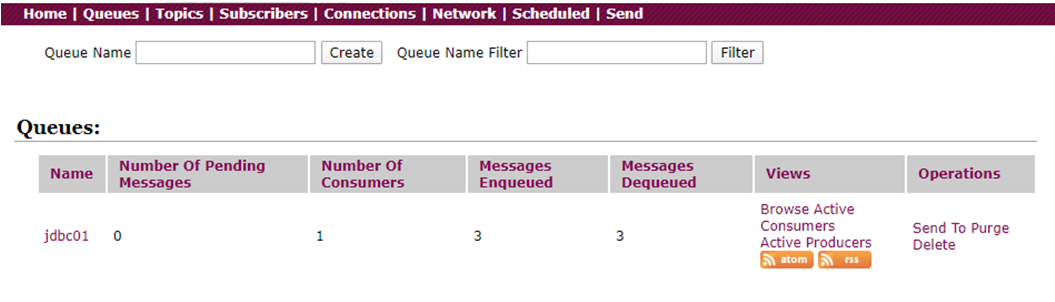 Home | Queues | Topics | Subscribers | Connections | Network | Scheduled | Send
Queue Name Create Queue Name Filter Filter
Queues:
Name Number Of Pending Messages Number Of Consumers Messages Enqueued Messages Dequeued Views Operations
jdbc01 0 1 3 3
Browse Active
Consumers
Active Producers
atom rss
Send To Purge
Delete